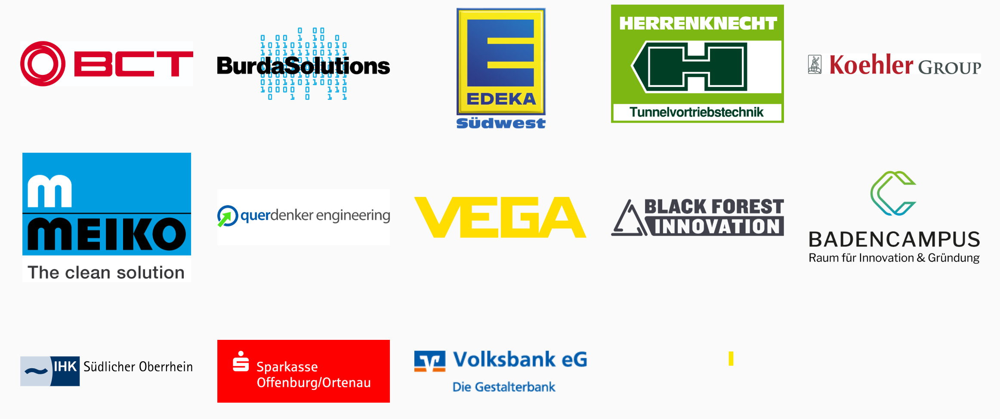 BCT
BurdaSolutions
EDEKA
Südwest
HERRENKNECHT
Tunnelvortriebstechnik
Koehler GROUP
m
MEIKO
The clean solution
querdenker engineering
VEGA
BLACK FOREST
INNOVATION
BADENCAMPUS
Raum für Innovation & Gründung
IHK Südlicher Oberrhein
Sparkasse
Offenburg/Ortenau
Volksbank eG
Die Gestalterbank